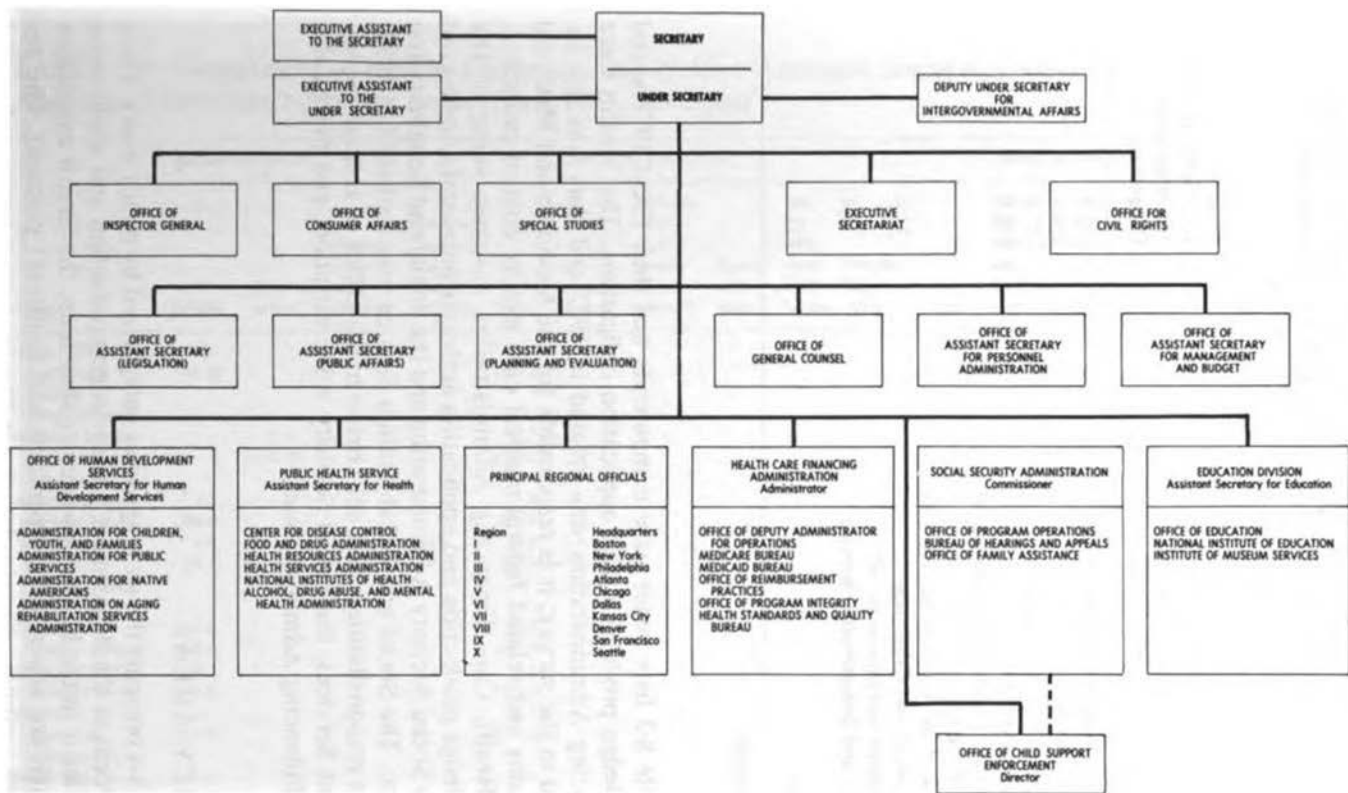 EXECUTIVE ASSISTANT
TO THE SECRETARY
SECRETARY
EXECUTIVE ASSISTANT
TO THE
UNDER SECRETARY
UNDER SECRETARY
DEPUTY UNDER SECRETARY
FOR
INTERGOVERNMENTAL AFFAIRS
OFFICE OF
INSPECTOR GENERAL
OFFICE OF
CONSUMER AFFAIRS
OFFICE OF
SPECIAL STUDIES
EXECUTIVE
SECRETARIAT
OFFICE FOR
CIVIL RIGHTS
OFFICE OF
ASSISTANT SECRETARY
(LEGISLATION)
OFFICE OF
ASSISTANT SECRETARY
(PUBLIC AFFAIRS)
OFFICE OF
ASSISTANT SECRETARY
(PLANNING AND EVALUATION)
OFFICE OF
GENERAL COUNSEL
OFFICE OF
ASSISTANT SECRETARY
FOR PERSONNEL
ADMINISTRATION
OFFICE OF
ASSISTANT SECRETARY
FOR MANAGEMENT
AND BUDGET
OFFICE OF HUMAN DEVELOPMENT
SERVICES
Assistant Secretary for Human
Development Services
ADMINISTRATION FOR CHILDREN,
YOUTH, AND FAMILIES
ADMINISTRATION FOR PUBLIC
SERVICES
ADMINISTRATION FOR NATIVE
AMERICANS
ADMINISTRATION ON AGING
REHABILITATION SERVICES
ADMINISTRATION
PUBLIC HEALTH SERVICE
Assistant Secretary for Health
CENTER FOR DISEASE CONTROL
FOOD AND DRUG ADMINISTRATION
HEALTH RESOURCES ADMINISTRATION
HEALTH SERVICES ADMINISTRATION
NATIONAL INSTITUTES OF HEALTH
ALCOHOL, DRUG ABUSE, AND MENTAL
HEALTH ADMINISTRATION
PRINCIPAL REGIONAL OFFICIALS
Region Headquarters
I Boston
II New York
III Philadelphia
IV Atlanta
V Chicago
VI Dallas
VII Kansas City
VIII Denver
IX San Francisco
X Seattle
HEALTH CARE FINANCING
ADMINISTRATION
Administrator
OFFICE OF DEPUTY ADMINISTRATOR
FOR OPERATIONS
MEDICARE BUREAU
MEDICAID BUREAU
OFFICE OF REIMBURSEMENT
PRACTICES
OFFICE OF PROGRAM INTEGRITY
HEALTH STANDARDS AND QUALITY
BUREAU
SOCIAL SECURITY ADMINISTRATION
Commissioner
OFFICE OF PROGRAM OPERATIONS
BUREAU OF HEARINGS AND APPEALS
OFFICE OF FAMILY ASSISTANCE
EDUCATION DIVISION
Assistant Secretary for Education
OFFICE OF EDUCATION
NATIONAL INSTITUTE OF EDUCATION
INSTITUTE OF MUSEUM SERVICES
OFFICE OF CHILD SUPPORT
ENFORCEMENT
Director